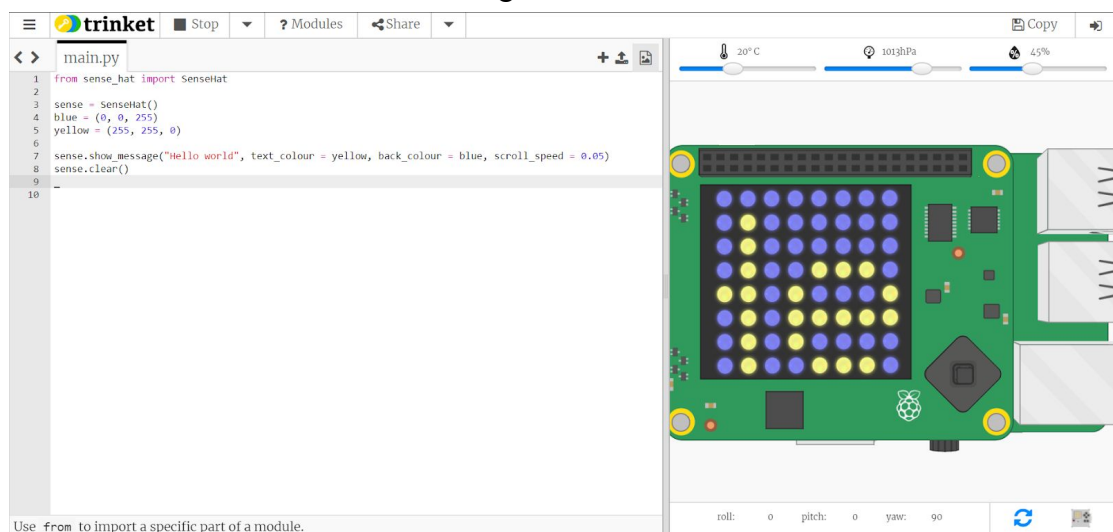 trinket Stop ? Modules Share Copy
main.py
20° C 1013hPa 45%
1 from sense_hat import SenseHat
2
3 sense = SenseHat()
4 blue = (0, 0, 255)
5 yellow = (255, 255, 0)
6
7 sense.show_message("Hello world", text_colour = yellow, back_colour = blue, scroll_speed = 0.05)
8 sense.clear()
9
10
roll: 0 pitch: 0 yaw: 90
Use from to import a specific part of a module.